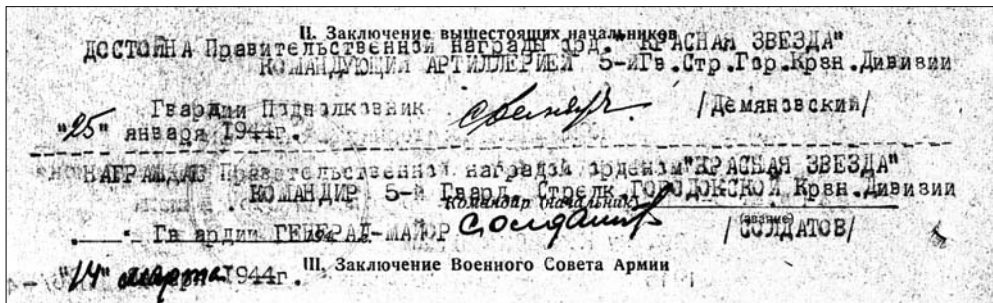 II. Заключение вышестоящих начальников
ДОСТОЙНА Правительственной награды орд. "КРАСНАЯ ЗВЕЗДА"
КОМАНДУЮЩИЙ АРТИЛЛЕРИЕЙ 5-йГв.Стр.Гор.Крзн.Дивизии
Гвардии Подполковник /Демяновский/
"25" января 1944г.
НАГРАЖДАЮ Правительственной наградой орденом "КРАСНАЯ ЗВЕЗДА"
КОМАНДИР 5-й Гвард. Стрелк.ГОРОДОКСКОЙ Крзн.Дивизии
Командир (начальник)
(звание)
Гвардии ГЕНЕРАЛ-МАЙОР Солдатов /СОЛДАТОВ/
"14" марта 1944г.
III. Заключение Военного Совета Армии